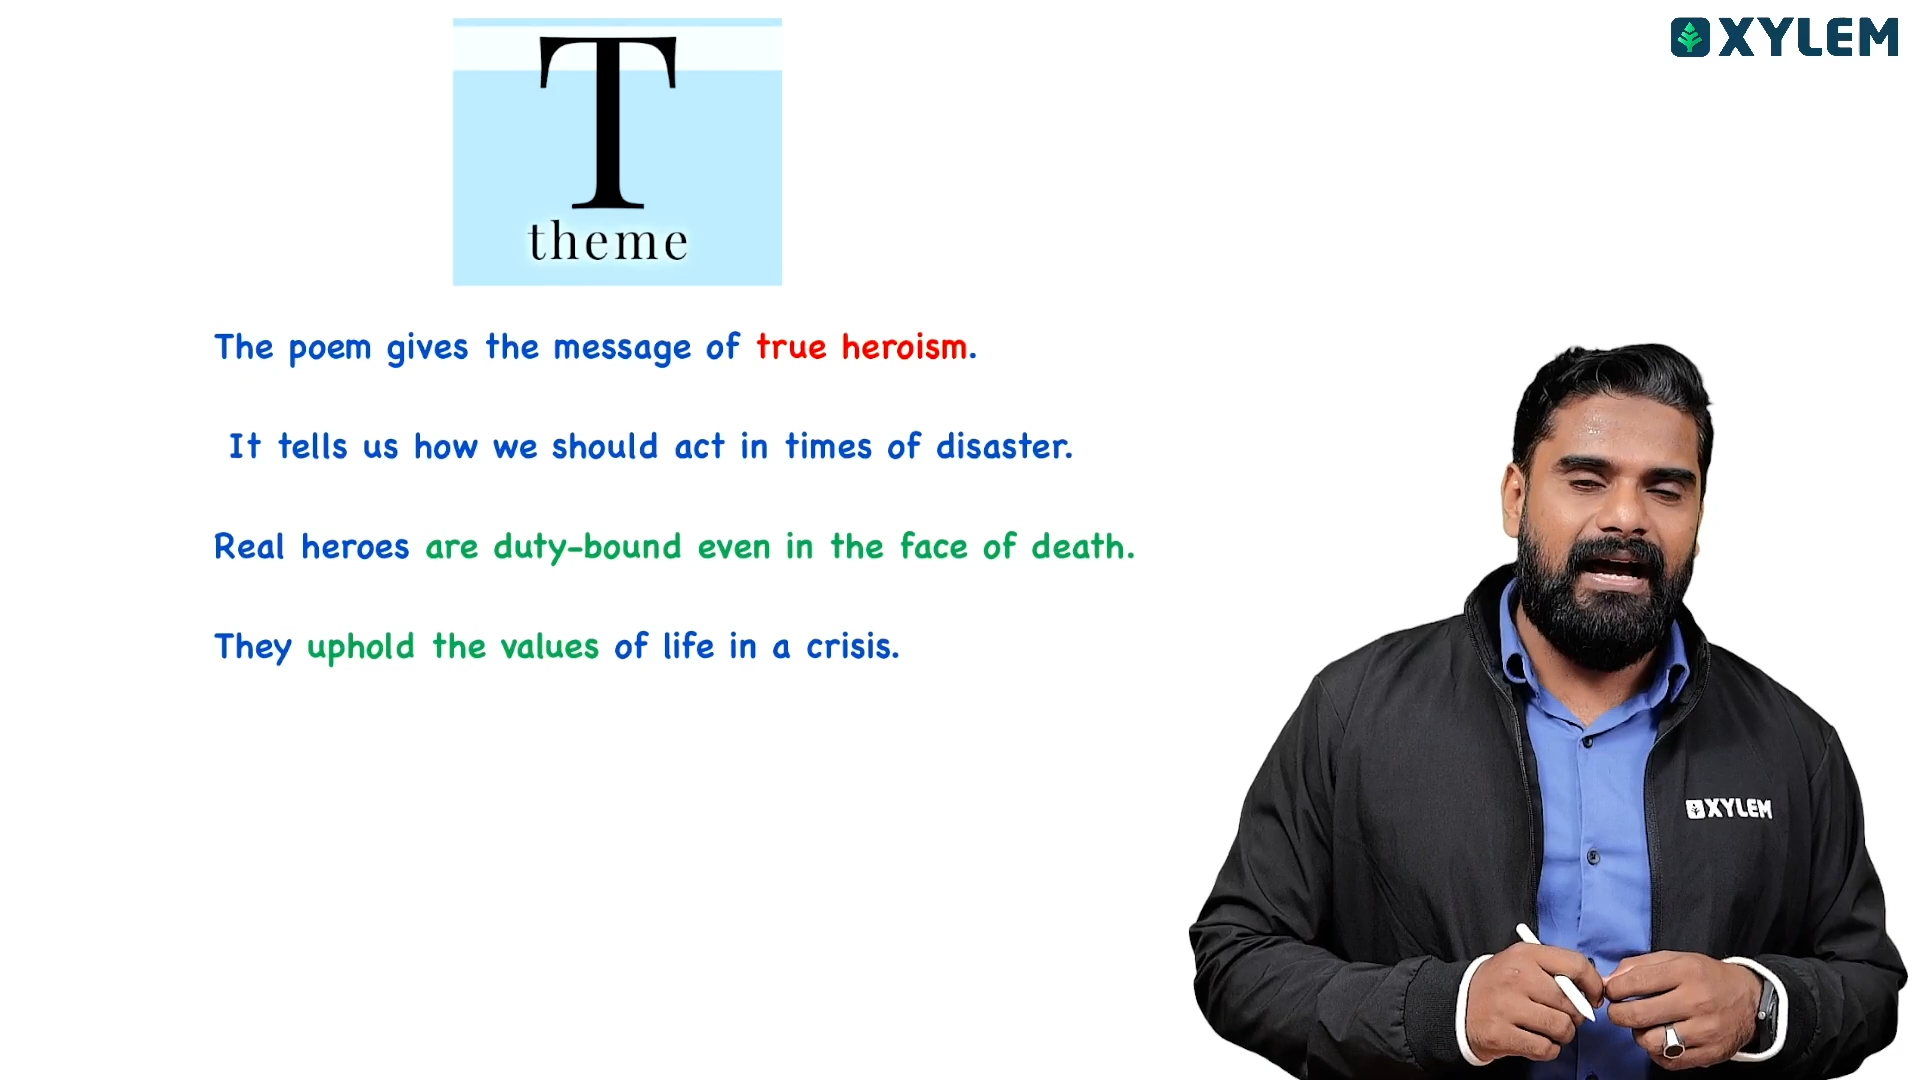 XYLEM
T
theme
The poem gives the message of true heroism.
It tells us how we should act in times of disaster.
Real heroes are duty-bound even in the face of death.
They uphold the values of life in a crisis.
XYLEM